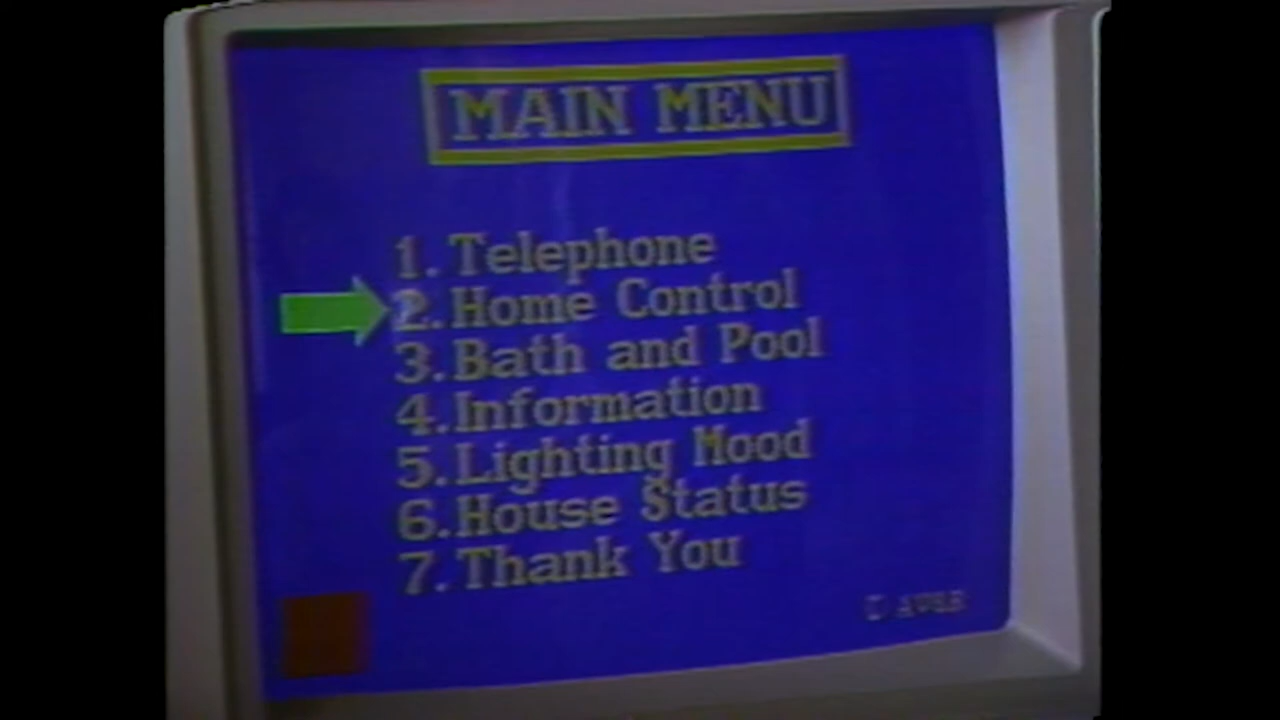 MAIN MENU
1. Telephone
2. Home Control
3. Bath and Pool
4. Information
5. Lighting Mood
6. House Status
7. Thank You